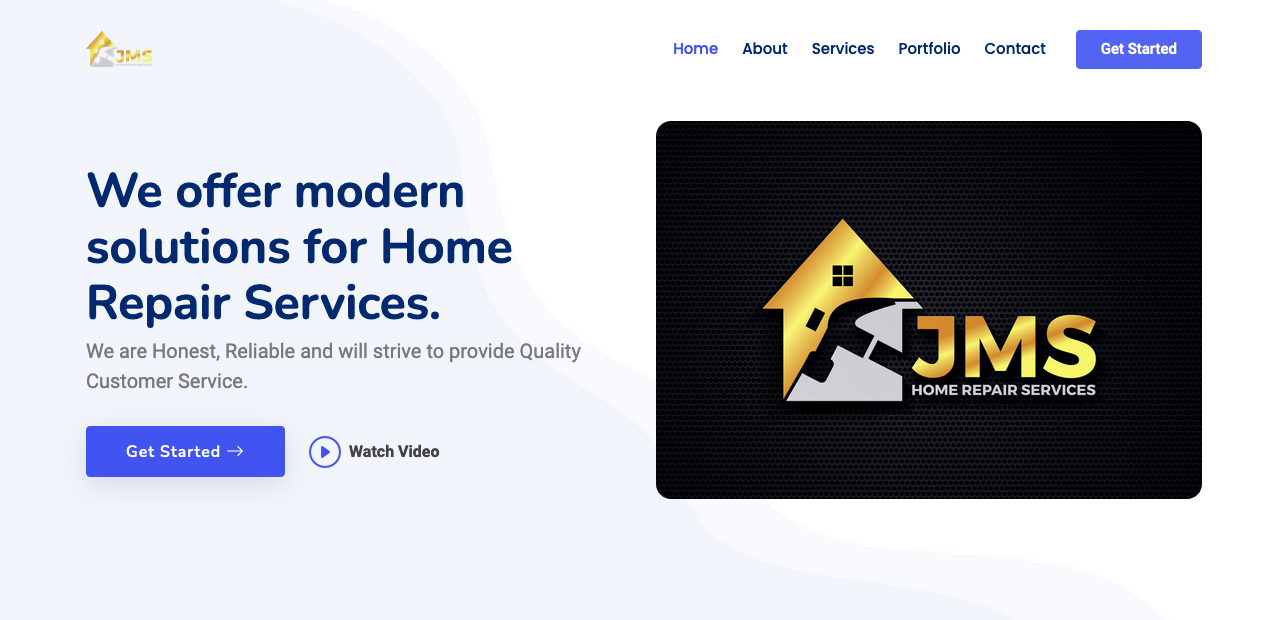 JMS
Home
About
Services
Portfolio
Contact
Get Started
We offer modern
solutions for Home
Repair Services.
We are Honest, Reliable and will strive to provide Quality
Customer Service.
Get Started
Watch Video
JMS
HOME REPAIR SERVICES